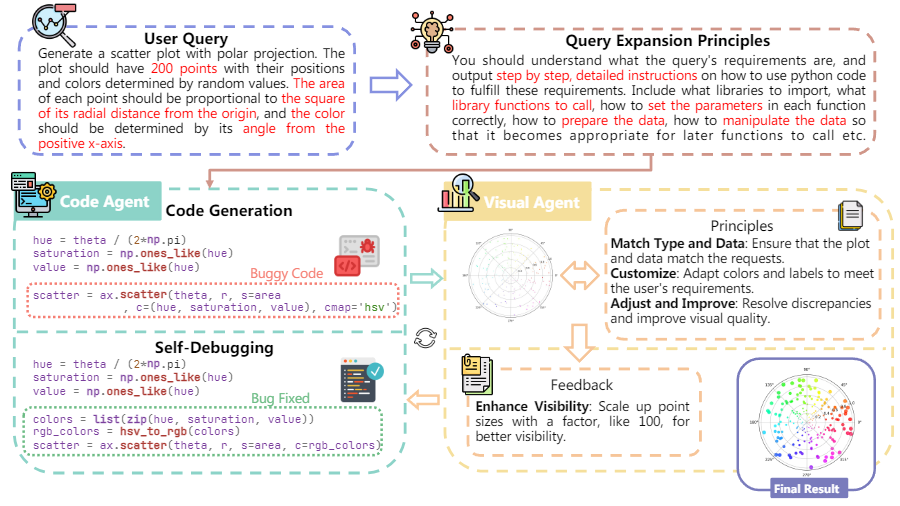 User Query
Generate a scatter plot with polar projection. The
plot should have 200 points with their positions
and colors determined by random values. The area
of each point should be proportional to the square
of its radial distance from the origin, and the color
should be determined by its angle from the
positive x-axis.
Query Expansion Principles
You should understand what the query's requirements are, and
output step by step, detailed instructions on how to use python code
to fulfill these requirements. Include what libraries to import, what
library functions to call, how to set the parameters in each function
correctly, how to prepare the data, how to manipulate the data so
that it becomes appropriate for later functions to call etc.
Code Agent
Code Generation
hue = theta / (2*np.pi)
saturation = np.ones_like(hue)
value = np.ones_like(hue)
Buggy Code
scatter = ax.scatter(theta, r, s=area
, c=(hue, saturation, value), cmap='hsv')
Self-Debugging
hue = theta / (2*np.pi)
saturation = np.ones_like(hue)
value = np.ones_like(hue)
Bug Fixed
colors = list(zip(hue, saturation, value))
rgb_colors = hsv_to_rgb(colors)
scatter = ax.scatter(theta, r, s=area, c=rgb_colors)
Visual Agent
Principles
Match Type and Data: Ensure that the plot
and data match the requests.
Customize: Adapt colors and labels to meet
the user's requirements.
Adjust and Improve: Resolve discrepancies
and improve visual quality.
Feedback
Enhance Visibility: Scale up point
sizes with a factor, like 100, for
better visibility.
Final Result